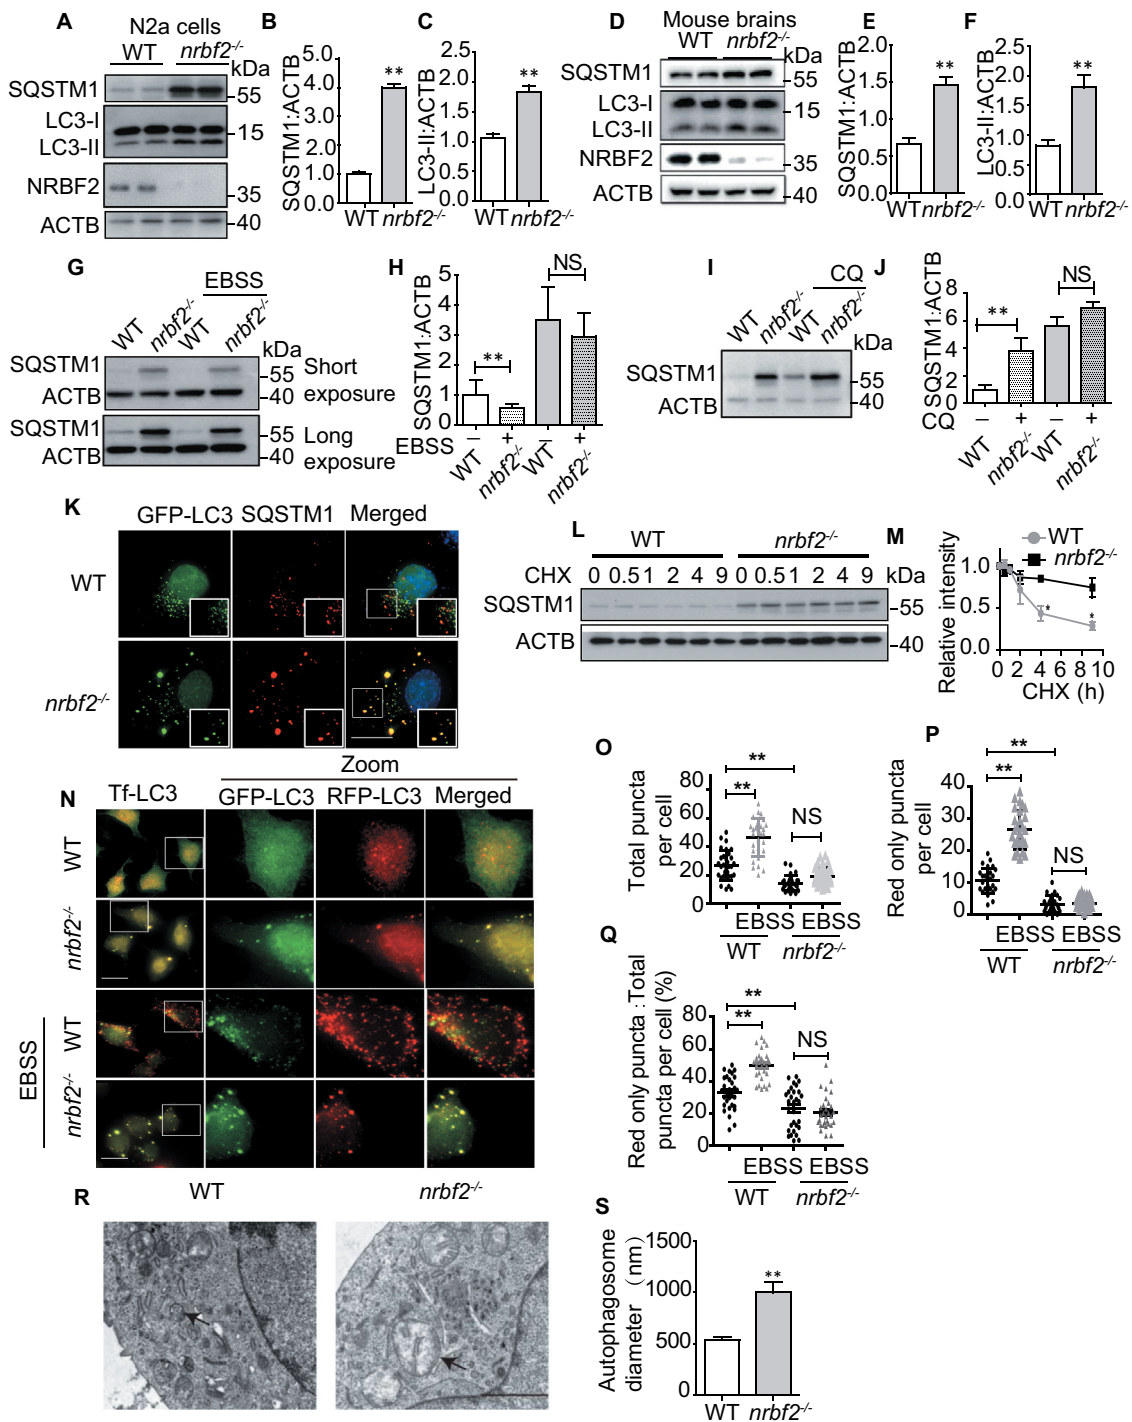 A
N2a cells
WT nrbf2-/-
kDa
SQSTM1
55
LC3-I
15
LC3-II
NRBF2
35
ACTB
40
B
SQSTM1:ACTB
5.0
4.0
3.0
2.0
1.0
0.0
**
WT nrbf2-/-
C
LC3-II:ACTB
2.5
2.0
1.5
1.0
0.5
0.0
**
WT nrbf2-/-
D
Mouse brains
WT nrbf2-/-
kDa
SQSTM1
55
LC3-I
15
LC3-II
NRBF2
35
ACTB
40
E
SQSTM1:ACTB
2.0
1.5
1.0
0.5
0.0
**
WT nrbf2-/-
F
LC3-II:ACTB
2.5
2.0
1.5
1.0
0.5
0.0
**
WT nrbf2-/-
G
EBSS
WT nrbf2-/- WT nrbf2-/-
kDa
SQSTM1
55
Short
ACTB
40
exposure
SQSTM1
55
Long
ACTB
40
exposure
H
SQSTM1:ACTB
5
4
3
2
1
0
**
NS
EBSS – + – +
WT nrbf2-/- WT nrbf2-/-
I
CQ
WT nrbf2-/- WT nrbf2-/-
kDa
SQSTM1
55
ACTB
40
J
SQSTM1:ACTB
8
6
4
2
0
**
NS
CQ – + – +
WT nrbf2-/- WT nrbf2-/-
K
GFP-LC3 SQSTM1 Merged
WT
nrbf2-/-
L
WT nrbf2-/-
CHX 0 0.5 1 2 4 9 0 0.5 1 2 4 9 kDa
SQSTM1
55
ACTB
40
M
WT
nrbf2-/-
Relative intensity
1.0
0.5
0.0
*
*
0 2 4 6 8 10
CHX (h)
N
Zoom
Tf-LC3 GFP-LC3 RFP-LC3 Merged
WT
nrbf2-/-
EBSS
WT
nrbf2-/-
O
Total puncta
per cell
80
60
40
20
0
**
**
NS
EBSS EBSS
WT nrbf2-/-
P
Red only puncta
per cell
40
30
20
10
0
**
**
NS
EBSS EBSS
WT nrbf2-/-
Q
Red only puncta :Total
puncta per cell (%)
80
60
40
20
0
**
**
NS
EBSS EBSS
WT nrbf2-/-
R
WT nrbf2-/-
S
Autophagosome
diameter (nm)
1500
1000
500
0
**
WT nrbf2-/-